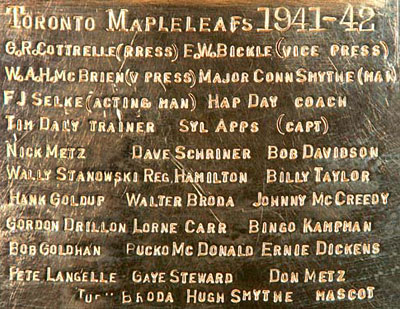 TORONTO MAPLELEAFS 1941-42
G.R. COTTRELLE (PRESS) E.W. BICKLE (VICE PRESS)
W.A.H. MCBRIEN (V PRESS) MAJOR CONN SMYTHE (MAN)
F J SELKE (ACTING MAN) HAP DAY COACH
TIM DALY TRAINER SYL APPS (CAPT)
NICK METZ DAVE SCHRINER BOB DAVIDSON
WALLY STANOWSKI REG. HAMILTON BILLY TAYLOR
HANK GOLDUP WALTER BRODA JOHNNY MCCREEDY
GORDON DRILLON LORNE CARR BINGO KAMPMAN
BOB GOLDHAN PUCKO MCDONALD ERNIE DICKENS
PETE LANGELLE GAYE STEWARD DON METZ
BRODA HUGH SMYTHE MASCOT